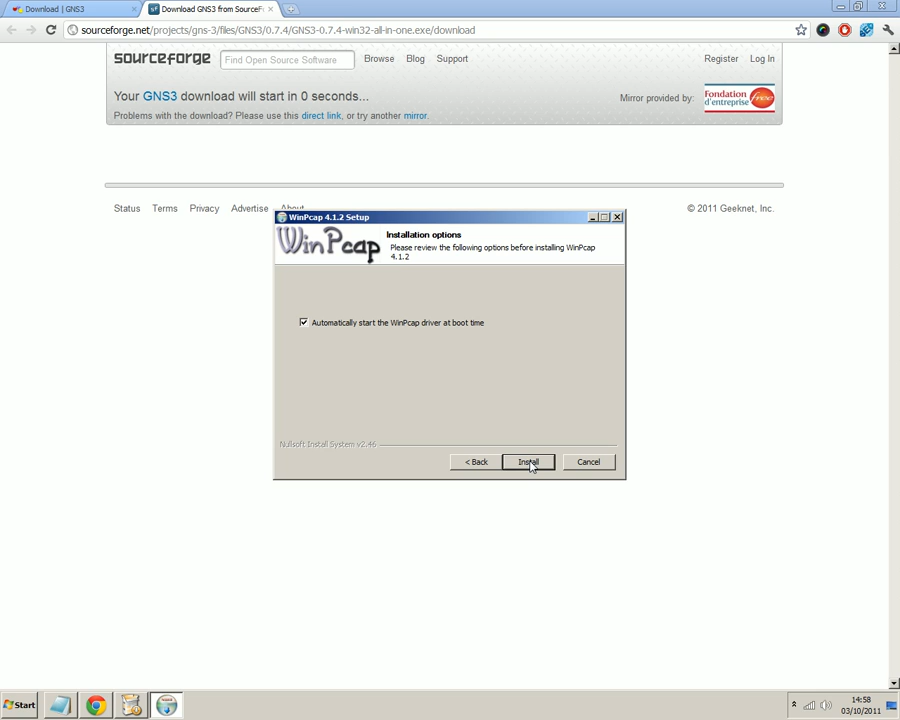 Download | GNS3
Download GNS3 from SourceF
sourceforge.net/projects/gns-3/files/GNS3/0.7.4/GNS3-0.7.4-win32-all-in-one.exe/download
sourceforge
Find Open Source Software
Browse
Blog
Support
Register
Log In
Your GNS3 download will start in 0 seconds...
Mirror provided by:
Fondation
d'entreprise
free
Problems with the download? Please use this direct link, or try another mirror.
Status
Terms
Privacy
Advertise
About
© 2011 Geeknet, Inc.
WinPcap 4.1.2 Setup
WinPcap
Installation options
Please review the following options before installing WinPcap
4.1.2
Automatically start the WinPcap driver at boot time
Nullsoft Install System v2.46
< Back
Install
Cancel
Start
14:58
03/10/2011